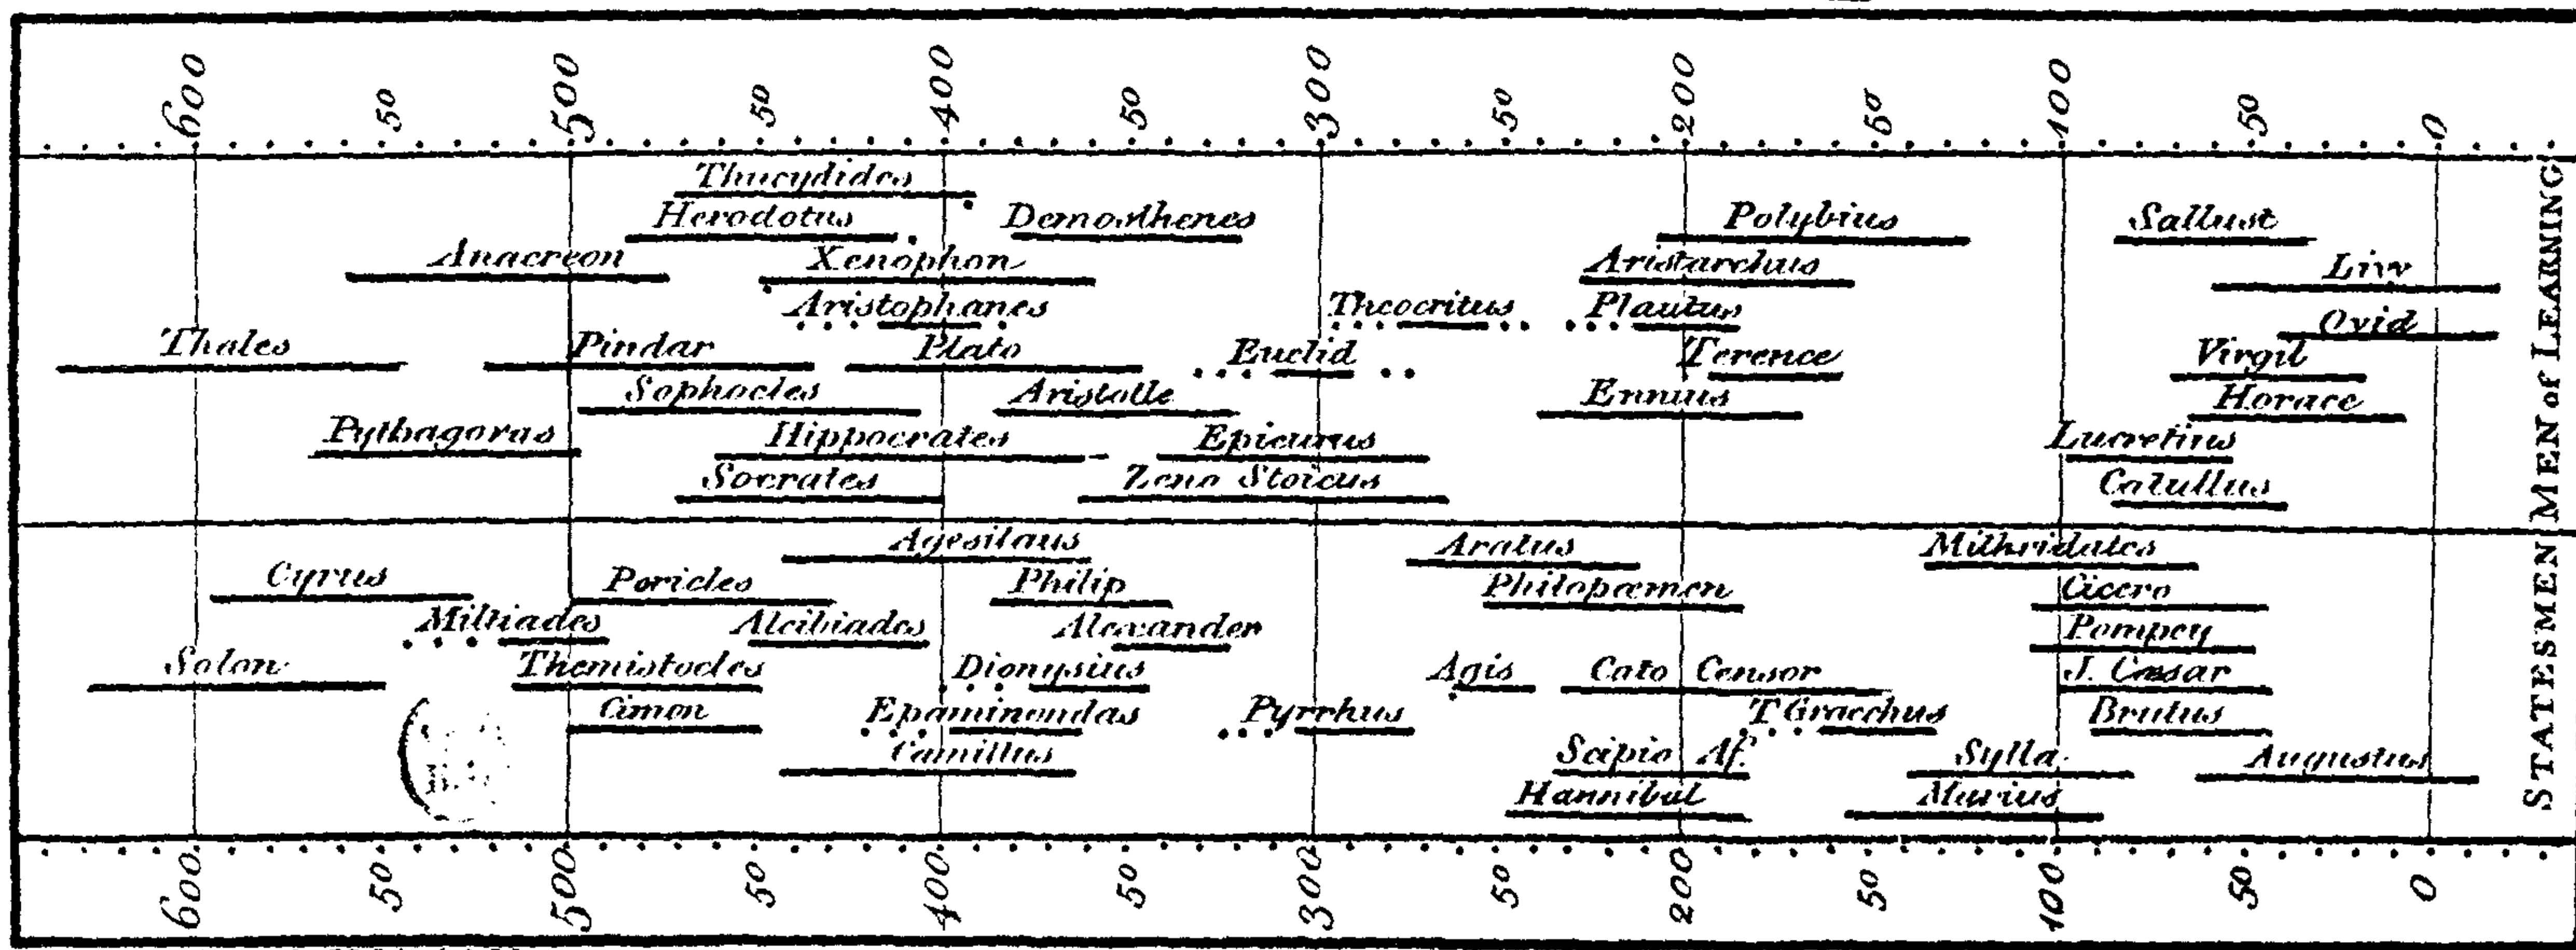 600 50 500 50 400 50 300 50 200 50 100 50 0
Thucydides
Herodotus Demosthenes Polybius Sallust
Anacreon Xenophon Aristarchus Livy
Aristophanes Theocritus Plautus Ovid
Thales Pindar Plato Euclid Terence Virgil
Sophocles Aristotle Ennius Horace
Pythagoras Hippocrates Epicurus Lucretius
Socrates Zeno Stoicus Catullus
MEN of LEARNING
Agesilaus Aratus Mithridates
Cyrus Pericles Philip Philopæmen Cicero
Miltiades Alcibiades Alexander Pompey
Solon Themistocles Dionysius Agis Cato Censor J. Cæsar
Cimon Epaminondas Pyrrhus T Gracchus Brutus
Camillus Scipio Af. Sylla Augustus
Hannibal Marius
STATESMEN
600 50 500 50 400 50 300 50 200 50 100 50 0